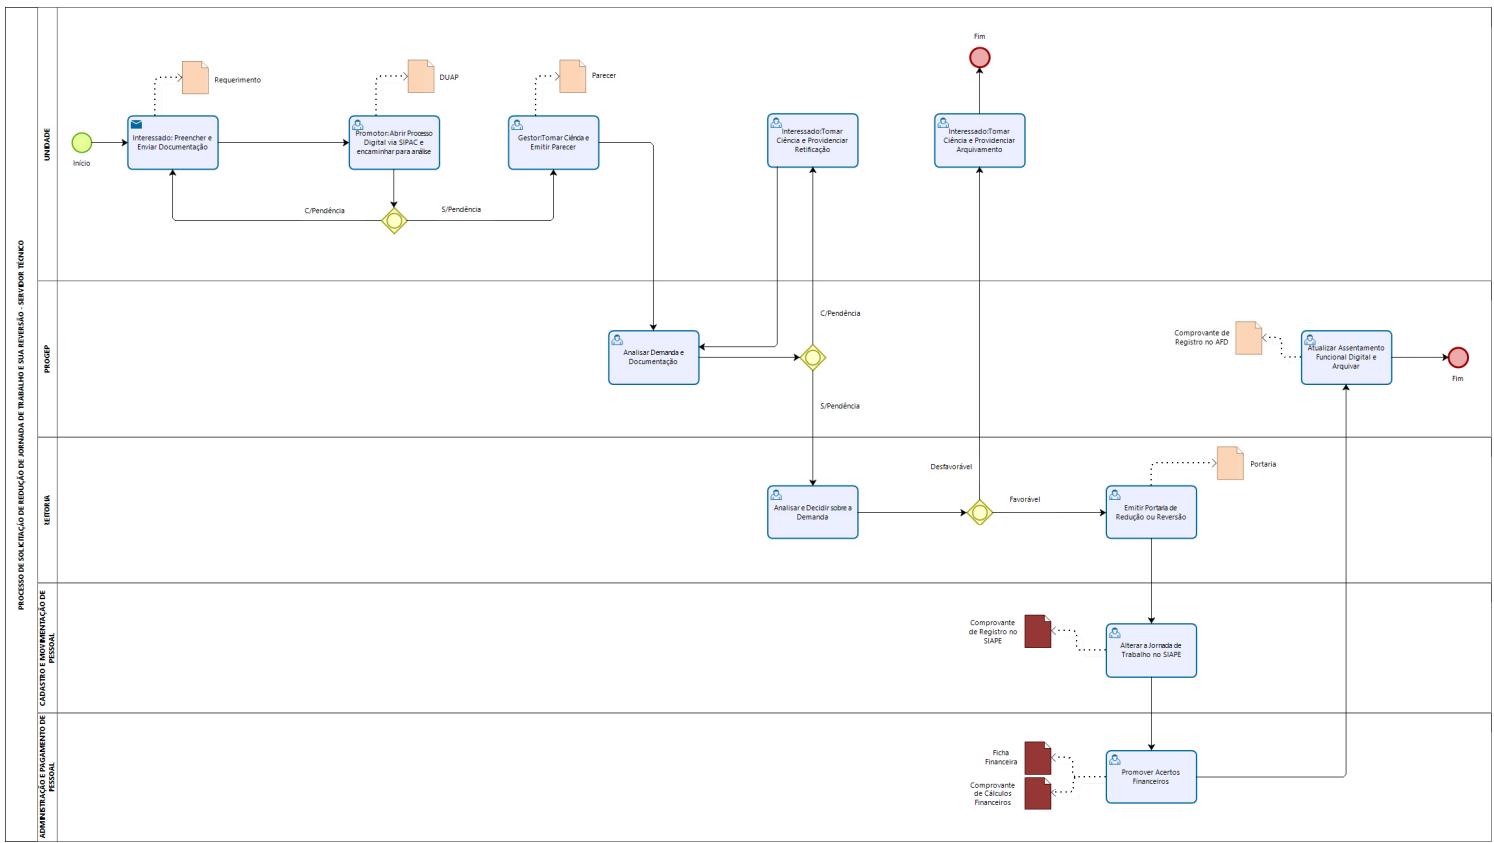 PROCESSO DE SOLICITAÇÃO DE REDUÇÃO DE JORNADA DE TRABALHO E SUA REVERSÃO - SERVIDOR TÉCNICO
UNIDADE
Início
Interessado: Preencher e
Enviar Documentação
Requerimento
Promotor: Abrir Processo
Digital via SIPAC e
encaminhar para análise
DUAP
C/Pendência
S/Pendência
Gestor:Tomar Ciência e
Emitir Parecer
Parecer
Interessado:Tomar
Ciência e Providenciar
Retificação
Interessado:Tomar
Ciência e Providenciar
Arquivamento
Fim
PROGEP
Analisar Demanda e
Documentação
C/Pendência
S/Pendência
Comprovante de
Registro no AFD
Atualizar Assentamento
Funcional Digital e
Arquivar
Fim
REITORIA
Analisar e Decidir sobre a
Demanda
Desfavorável
Favorável
Emitir Portaria de
Redução ou Reversão
Portaria
CADASTRO E MOVIMENTAÇÃO DE
PESSOAL
Comprovante
de Registro no
SIAPE
Alterar a Jornada de
Trabalho no SIAPE
ADMINISTRAÇÃO E PAGAMENTO DE
PESSOAL
Ficha
Financeira
Comprovante
de Cálculos
Financeiros
Promover Acertos
Financeiros